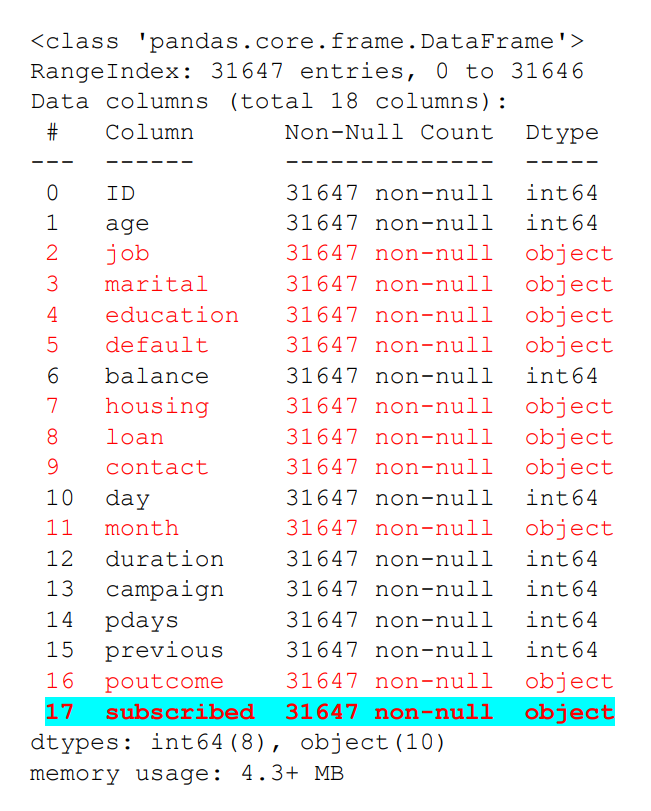 <class 'pandas.core.frame.DataFrame'>
RangeIndex: 31647 entries, 0 to 31646
Data columns (total 18 columns):
 #   Column      Non-Null Count  Dtype
---  ------      --------------  -----
 0   ID          31647 non-null  int64
 1   age         31647 non-null  int64
 2   job         31647 non-null  object
 3   marital     31647 non-null  object
 4   education   31647 non-null  object
 5   default     31647 non-null  object
 6   balance     31647 non-null  int64
 7   housing     31647 non-null  object
 8   loan        31647 non-null  object
 9   contact     31647 non-null  object
 10  day         31647 non-null  int64
 11  month       31647 non-null  object
 12  duration    31647 non-null  int64
 13  campaign    31647 non-null  int64
 14  pdays       31647 non-null  int64
 15  previous    31647 non-null  int64
 16  poutcome    31647 non-null  object
 17  subscribed  31647 non-null  object
dtypes: int64(8), object(10)
memory usage: 4.3+ MB